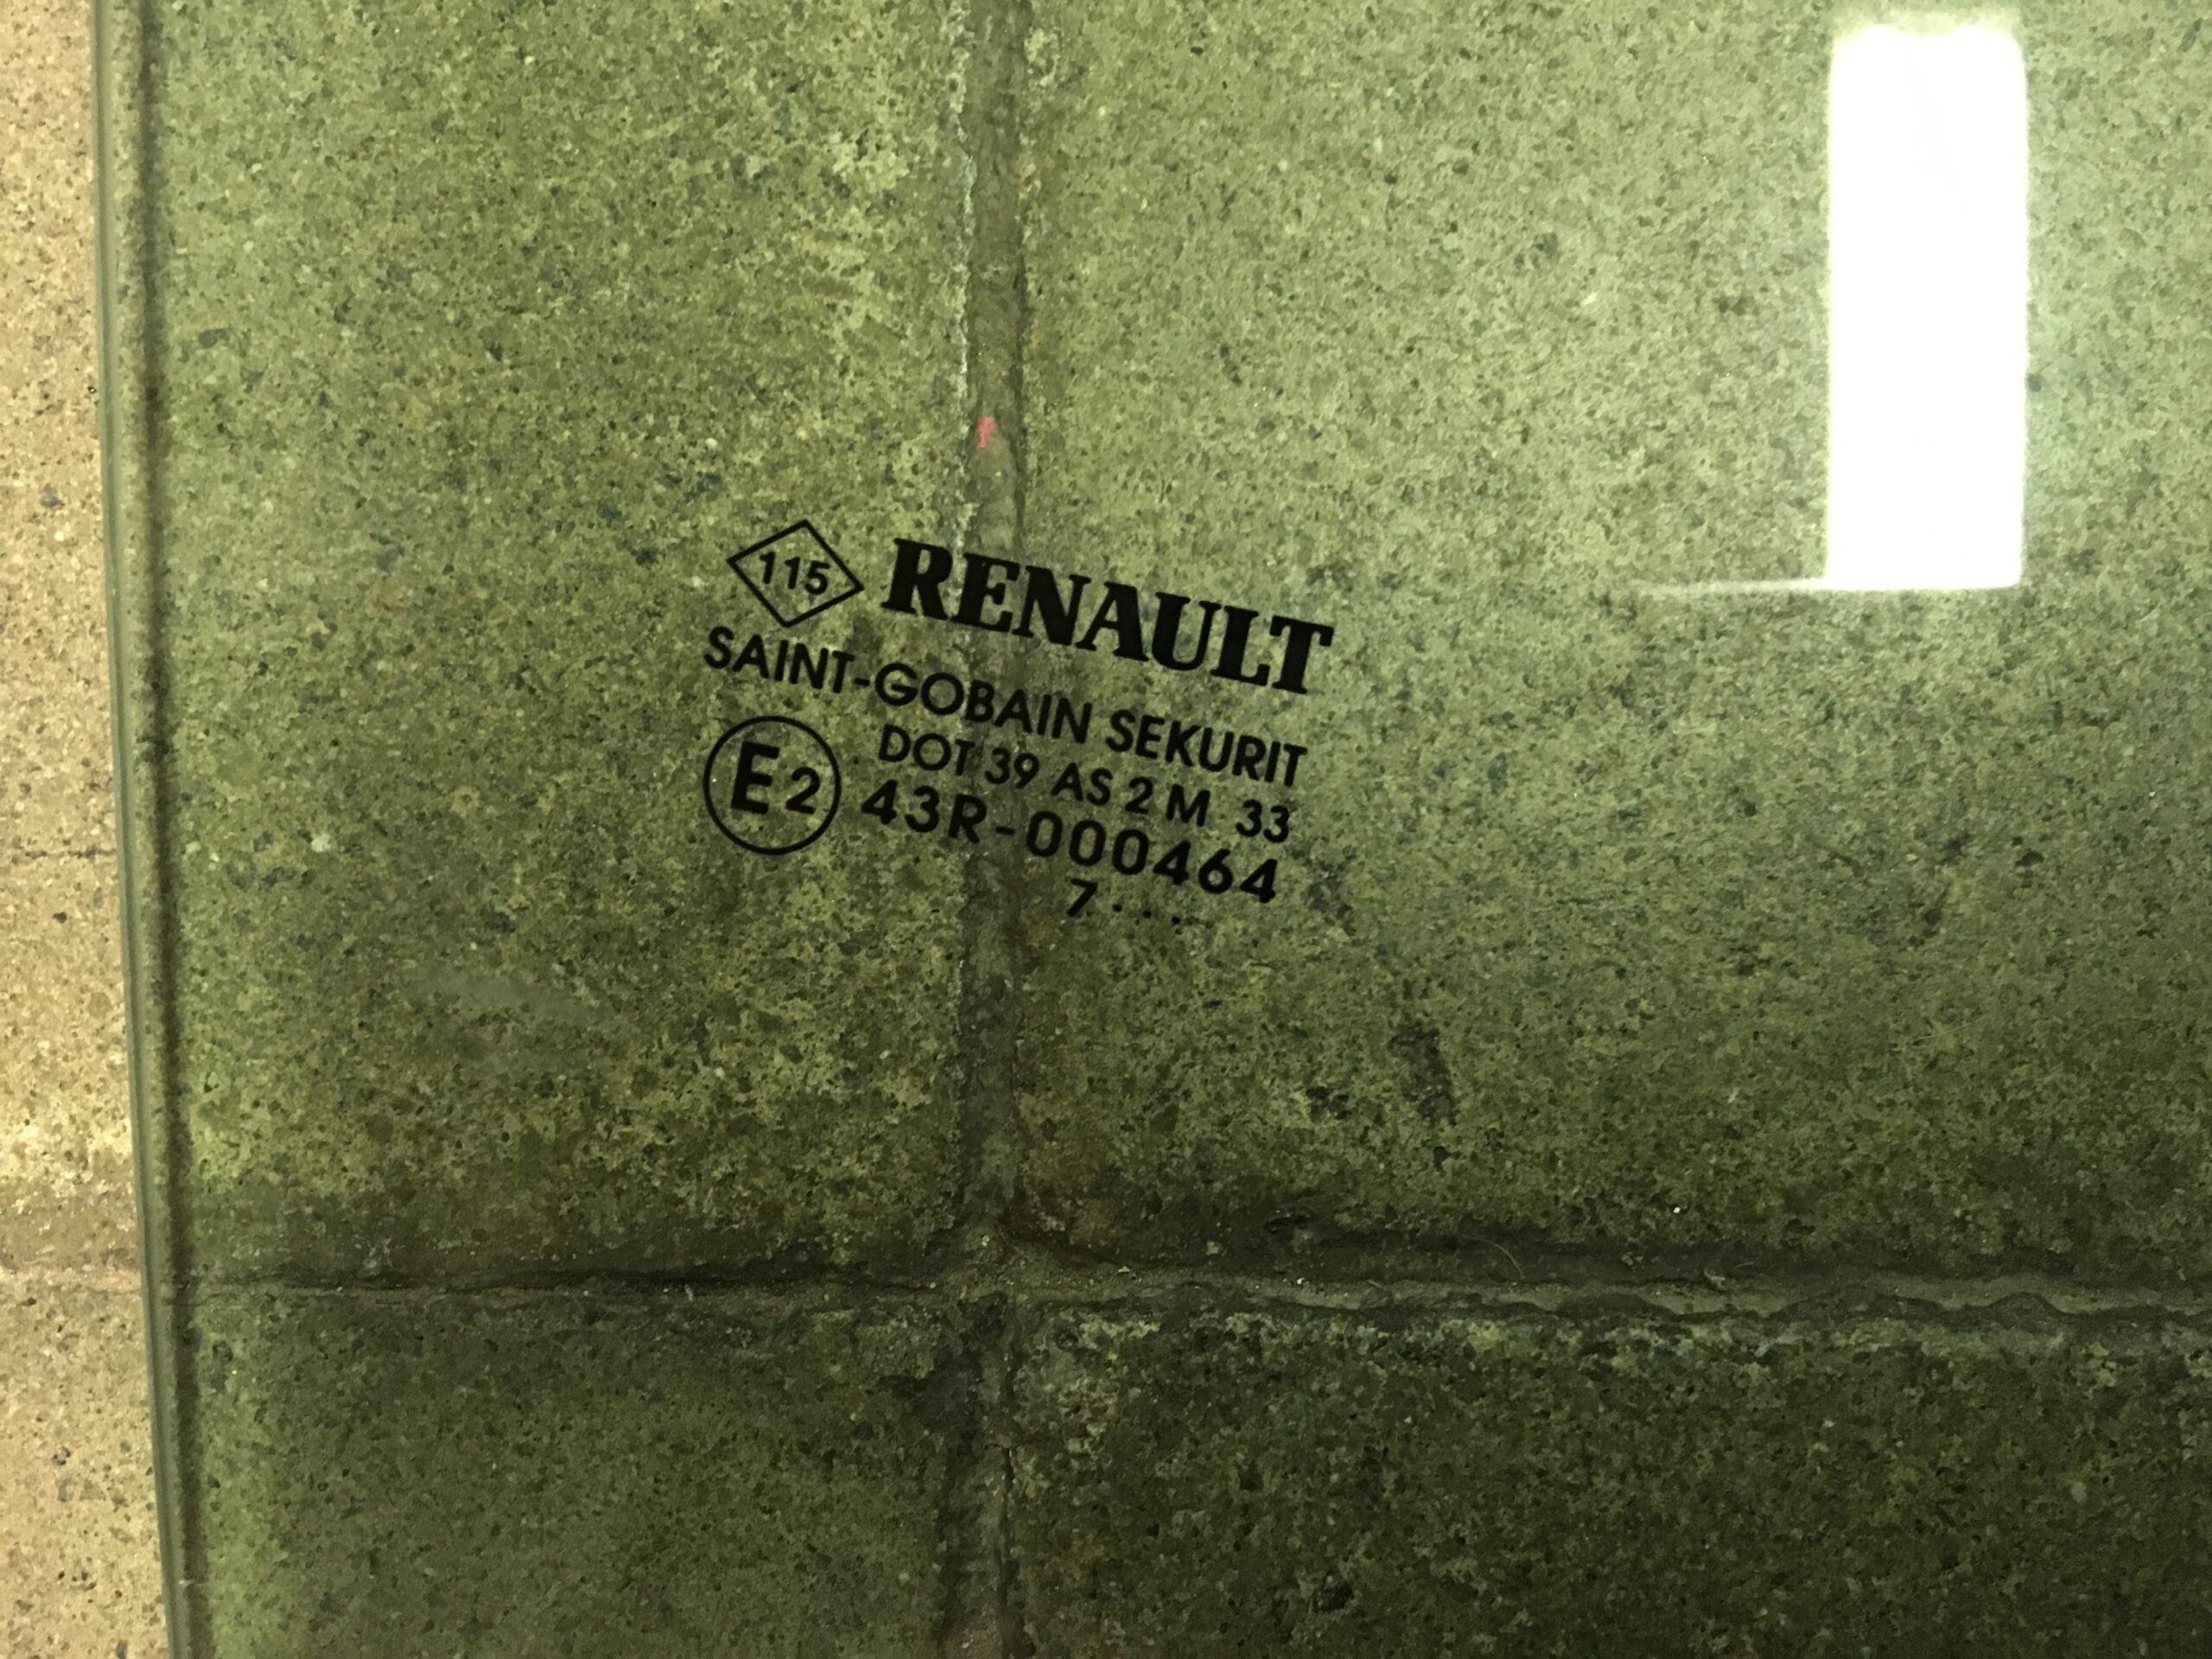 115 RENAULT
SAINT-GOBAIN SEKURIT
DOT 39 AS 2 M 33
E2 43R-000464
7 · · ·